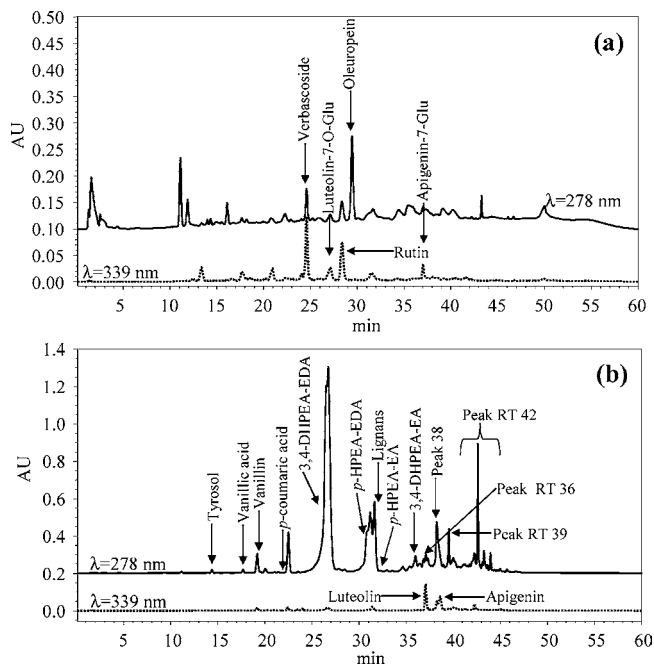 (a)
AU
0.50
0.45
0.40
0.35
0.30
0.25
0.20
0.15
0.10
0.05
0.00
Verbascoside
Luteolin-7-O-Glu
Oleuropein
Apigenin-7-Glu
Rutin
λ=278 nm
λ=339 nm
5 10 15 20 25 30 35 40 45 50 55 60
min
(b)
AU
1.4
1.2
1.0
0.8
0.6
0.4
0.2
0.0
Tyrosol
Vanillic acid
Vanillin
p-coumaric acid
3,4-DHPEA-EDA
p-HPEA-EDA
Lignans
p-HPEA-EA
3,4-DHPEA-EA
Peak 38
Peak RT 42
Peak RT 36
Peak RT 39
λ=278 nm
λ=339 nm
Luteolin
Apigenin
5 10 15 20 25 30 35 40 45 50 55 60
min